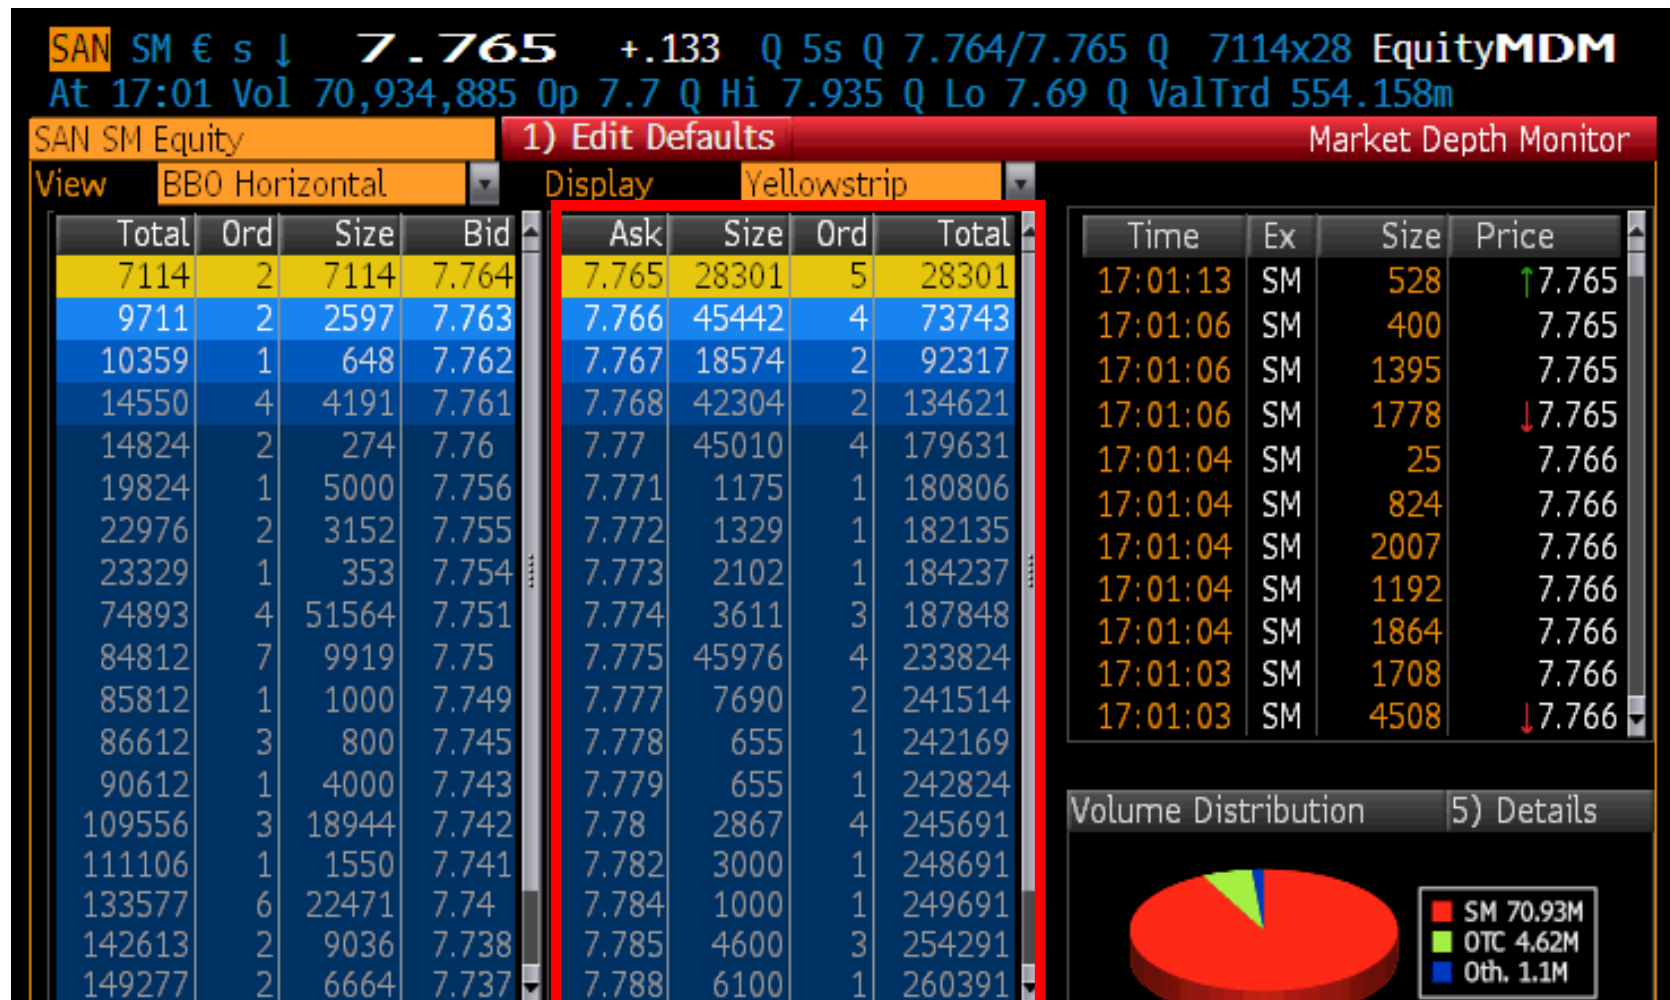 SAN SM € s ↓ 7.765 +.133 Q 5s Q 7.764/7.765 Q 7114x28 EquityMDM
At 17:01 Vol 70,934,885 Op 7.7 Q Hi 7.935 Q Lo 7.69 Q ValTrd 554.158m
SAN SM Equity 1) Edit Defaults Market Depth Monitor
View BBO Horizontal Display Yellowstrip
Total Ord Size Bid
7114 2 7114 7.764
9711 2 2597 7.763
10359 1 648 7.762
14550 4 4191 7.761
14824 2 274 7.76
19824 1 5000 7.756
22976 2 3152 7.755
23329 1 353 7.754
74893 4 51564 7.751
84812 7 9919 7.75
85812 1 1000 7.749
86612 3 800 7.745
90612 1 4000 7.743
109556 3 18944 7.742
111106 1 1550 7.741
133577 6 22471 7.74
142613 2 9036 7.738
149277 2 6664 7.737
Ask Size Ord Total
7.765 28301 5 28301
7.766 45442 4 73743
7.767 18574 2 92317
7.768 42304 2 134621
7.77 45010 4 179631
7.771 1175 1 180806
7.772 1329 1 182135
7.773 2102 1 184237
7.774 3611 3 187848
7.775 45976 4 233824
7.777 7690 2 241514
7.778 655 1 242169
7.779 655 1 242824
7.78 2867 4 245691
7.782 3000 1 248691
7.784 1000 1 249691
7.785 4600 3 254291
7.788 6100 1 260391
Time Ex Size Price
17:01:13 SM 528 ↑7.765
17:01:06 SM 400 7.765
17:01:06 SM 1395 7.765
17:01:06 SM 1778 ↓7.765
17:01:04 SM 25 7.766
17:01:04 SM 824 7.766
17:01:04 SM 2007 7.766
17:01:04 SM 1192 7.766
17:01:04 SM 1864 7.766
17:01:03 SM 1708 7.766
17:01:03 SM 4508 ↓7.766
Volume Distribution 5) Details
SM 70.93M
OTC 4.62M
Oth. 1.1M